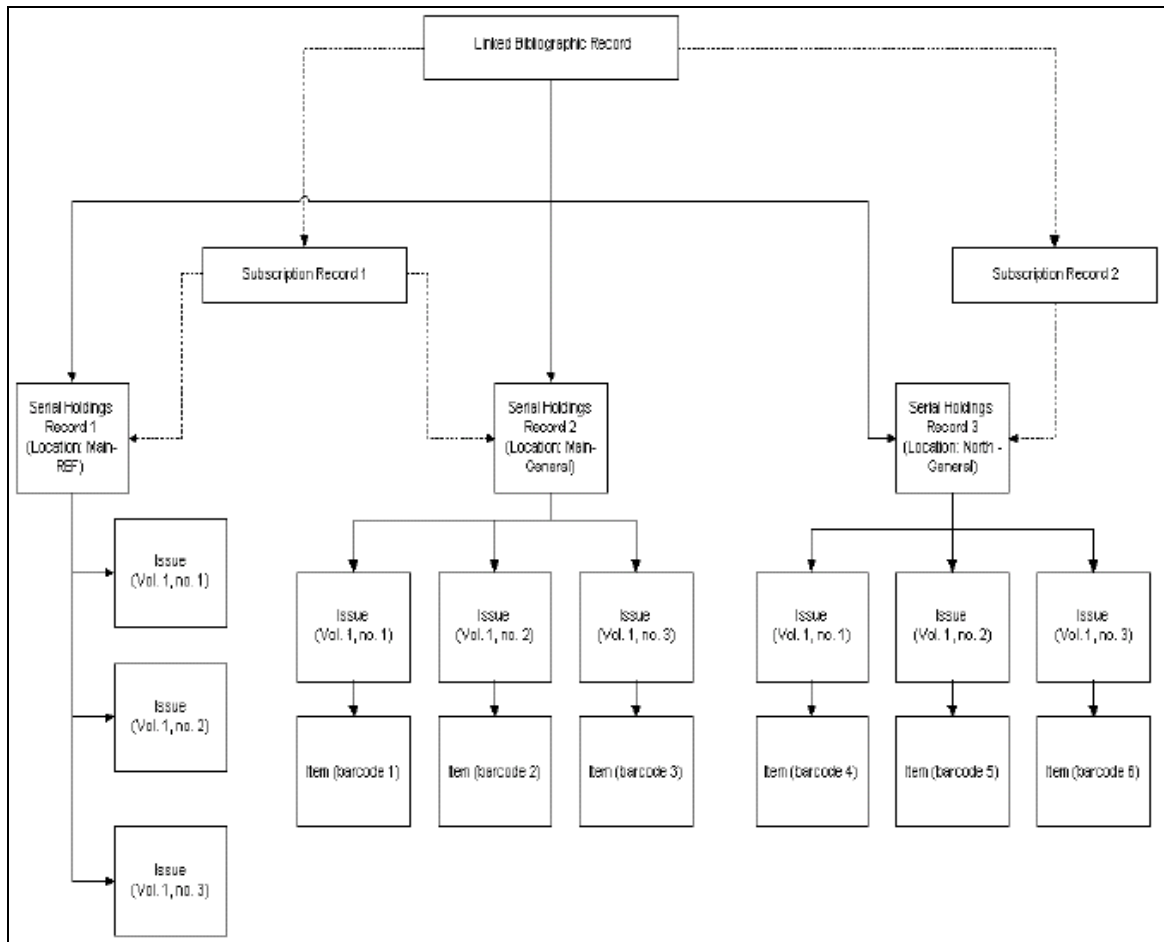 Linked Bibliographic Record
Subscription Record 1
Subscription Record 2
Serial Holdings
Record 1
(Location: Main-
REF)
Serial Holdings
Record 2
(Location: Main-
General)
Serial Holdings
Record 3
(Location: North -
General)
Issue
(Vol. 1, no. 1)
Issue
(Vol. 1, no. 2)
Issue
(Vol. 1, no. 3)
Issue
(Vol. 1, no. 1)
Issue
(Vol. 1, no. 2)
Issue
(Vol. 1, no. 3)
Issue
(Vol. 1, no. 1)
Issue
(Vol. 1, no. 2)
Issue
(Vol. 1, no. 3)
Item (barcode 1)
Item (barcode 2)
Item (barcode 3)
Item (barcode 4)
Item (barcode 5)
Item (barcode 6)